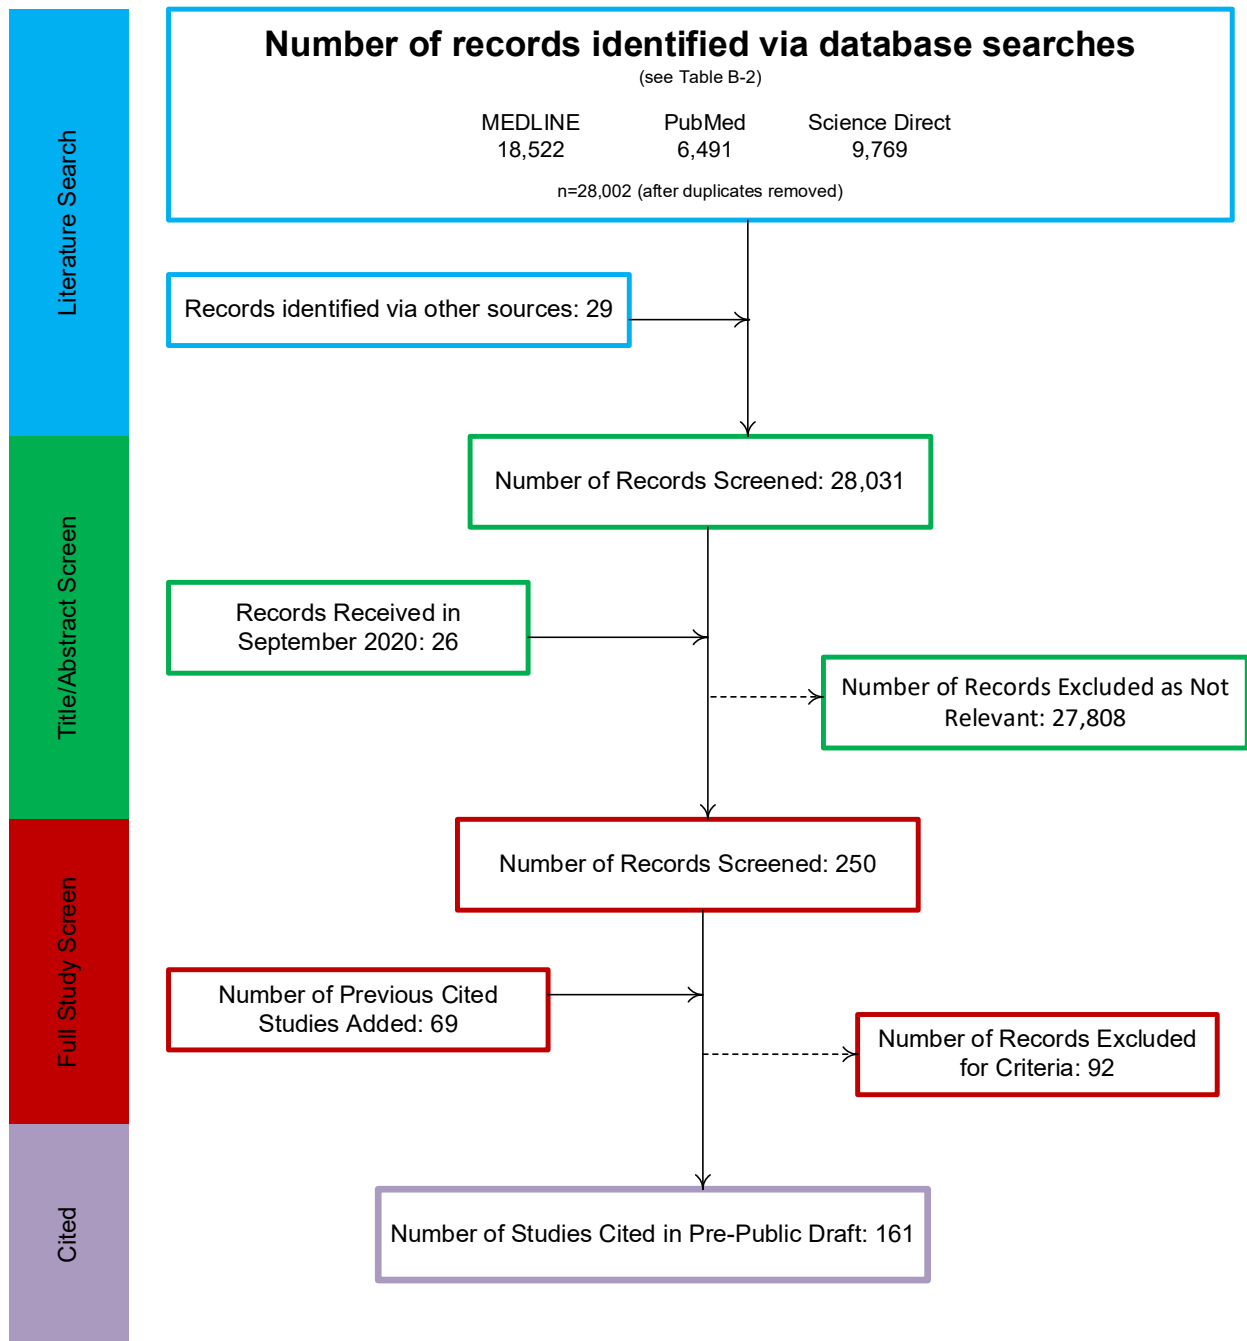 Number of records identified via database searches
(see Table B-2)
MEDLINE PubMed Science Direct
18,522 6,491 9,769
n=28,002 (after duplicates removed)
Literature Search
Records identified via other sources: 29
Number of Records Screened: 28,031
Title/Abstract Screen
Records Received in
September 2020: 26
Number of Records Excluded as Not
Relevant: 27,808
Number of Records Screened: 250
Full Study Screen
Number of Previous Cited
Studies Added: 69
Number of Records Excluded
for Criteria: 92
Cited
Number of Studies Cited in Pre-Public Draft: 161